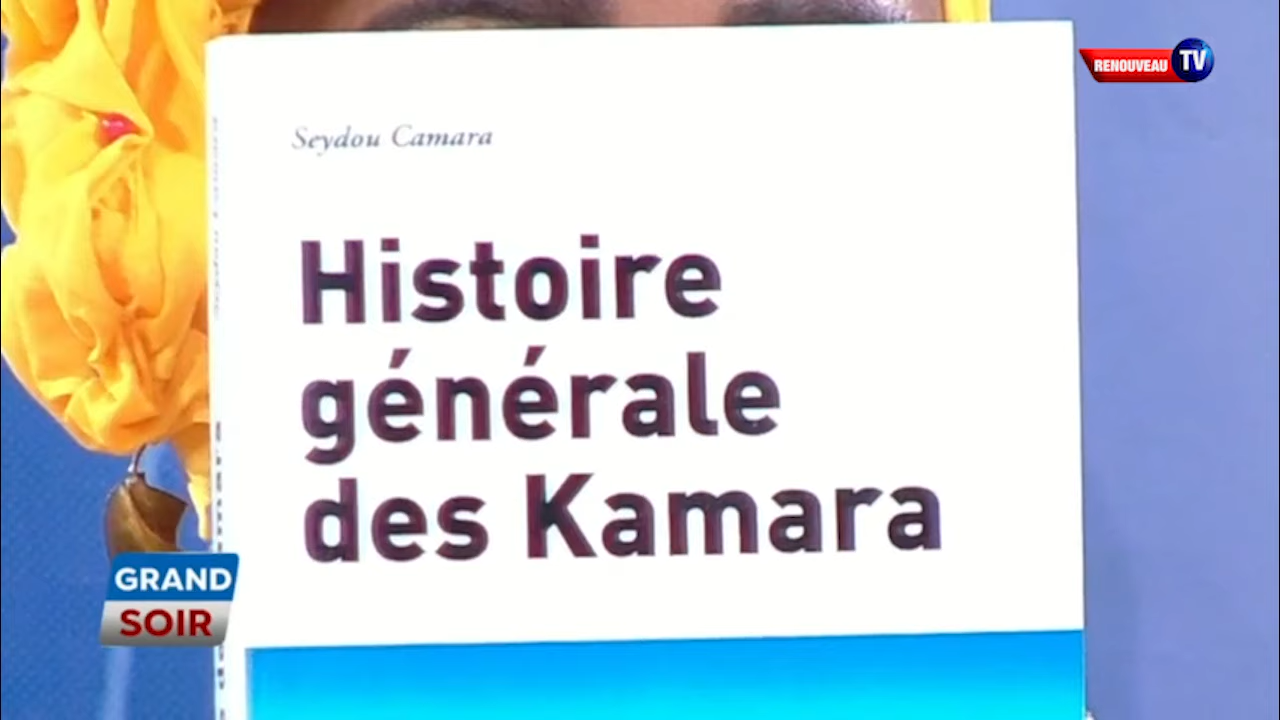 RENOUVEAU TV
Seydou Camara
Histoire
générale
des Kamara
GRAND
SOIR